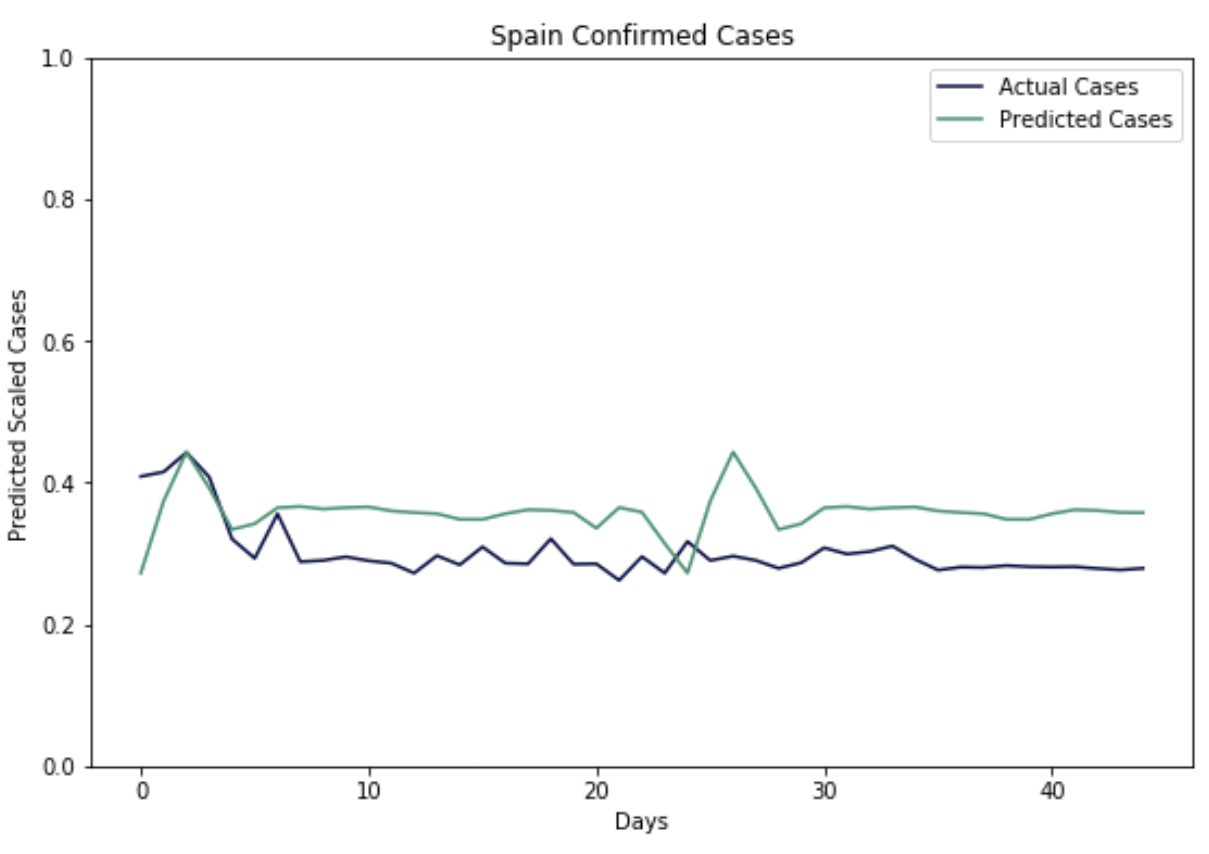 Spain Confirmed Cases
Actual Cases
Predicted Cases
Predicted Scaled Cases
1.0
0.8
0.6
0.4
0.2
0.0
0 10 20 30 40
Days